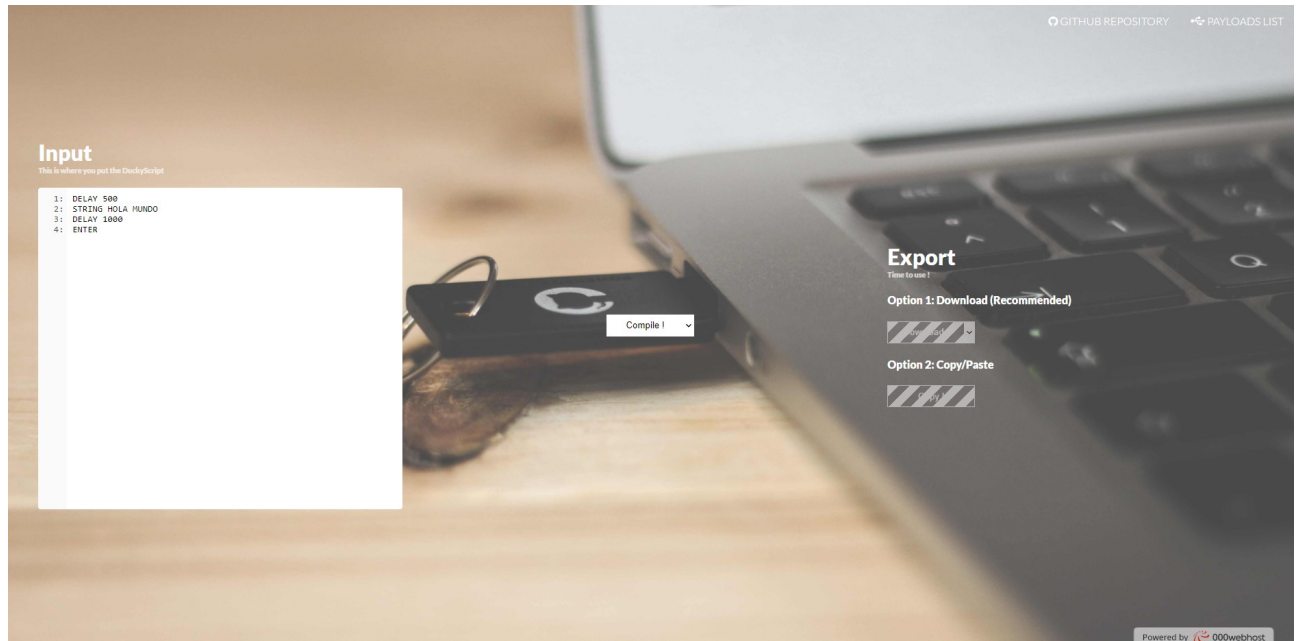 GITHUB REPOSITORY PAYLOADS LIST
Input
This is where you put the DuckyScript
1: DELAY 500
2: STRING HOLA MUNDO
3: DELAY 1000
4: ENTER
Compile !
Export
Time to use !
Option 1: Download (Recommended)
Download
Option 2: Copy/Paste
Copy !
Powered by 000webhost